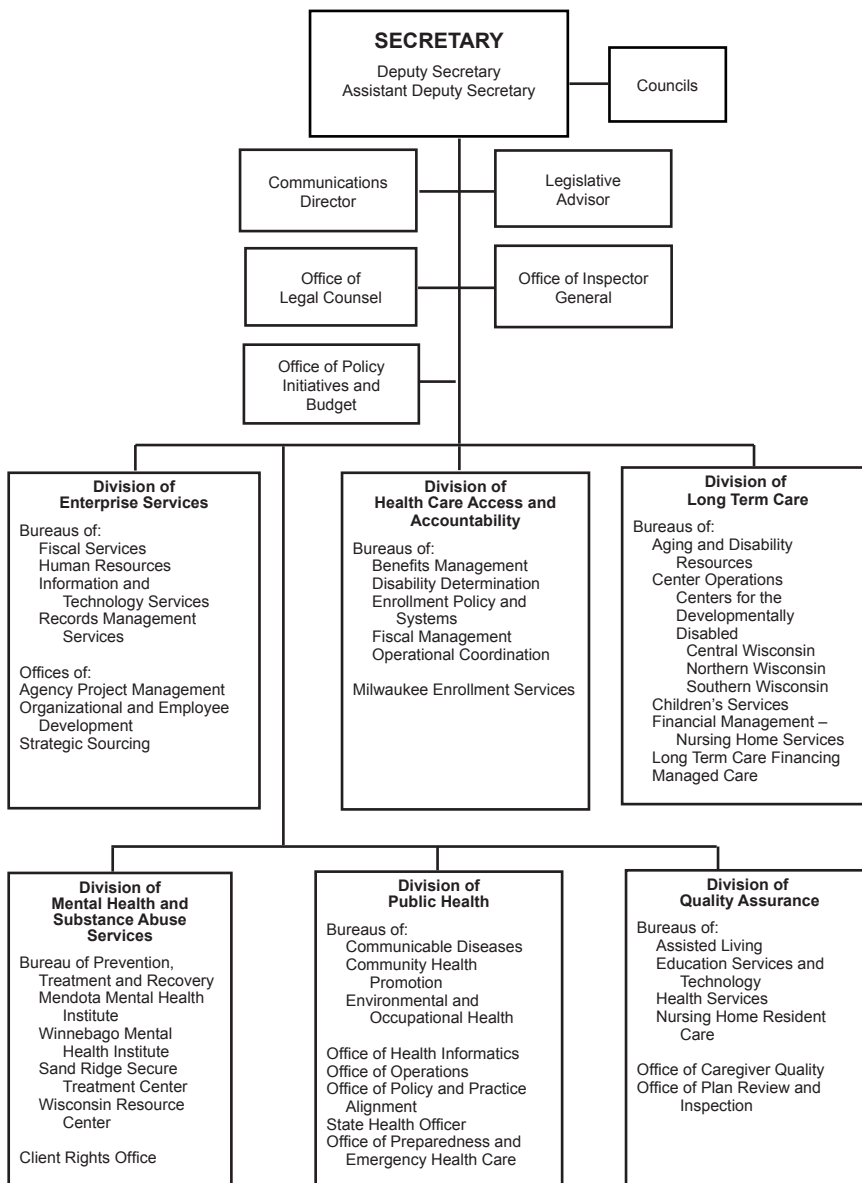 SECRETARY
Deputy Secretary
Assistant Deputy Secretary
Councils
Communications
Director
Legislative
Advisor
Office of
Legal Counsel
Office of Inspector
General
Office of Policy
Initiatives and
Budget
Division of
Enterprise Services
Bureaus of:
Fiscal Services
Human Resources
Information and
Technology Services
Records Management
Services
Offices of:
Agency Project Management
Organizational and Employee
Development
Strategic Sourcing
Division of
Health Care Access and
Accountability
Bureaus of:
Benefits Management
Disability Determination
Enrollment Policy and
Systems
Fiscal Management
Operational Coordination
Milwaukee Enrollment Services
Division of
Long Term Care
Bureaus of:
Aging and Disability
Resources
Center Operations
Centers for the
Developmentally
Disabled
Central Wisconsin
Northern Wisconsin
Southern Wisconsin
Children’s Services
Financial Management –
Nursing Home Services
Long Term Care Financing
Managed Care
Division of
Mental Health and
Substance Abuse
Services
Bureau of Prevention,
Treatment and Recovery
Mendota Mental Health
Institute
Winnebago Mental
Health Institute
Sand Ridge Secure
Treatment Center
Wisconsin Resource
Center
Client Rights Office
Division of
Public Health
Bureaus of:
Communicable Diseases
Community Health
Promotion
Environmental and
Occupational Health
Office of Health Informatics
Office of Operations
Office of Policy and Practice
Alignment
State Health Officer
Office of Preparedness and
Emergency Health Care
Division of
Quality Assurance
Bureaus of:
Assisted Living
Education Services and
Technology
Health Services
Nursing Home Resident
Care
Office of Caregiver Quality
Office of Plan Review and
Inspection